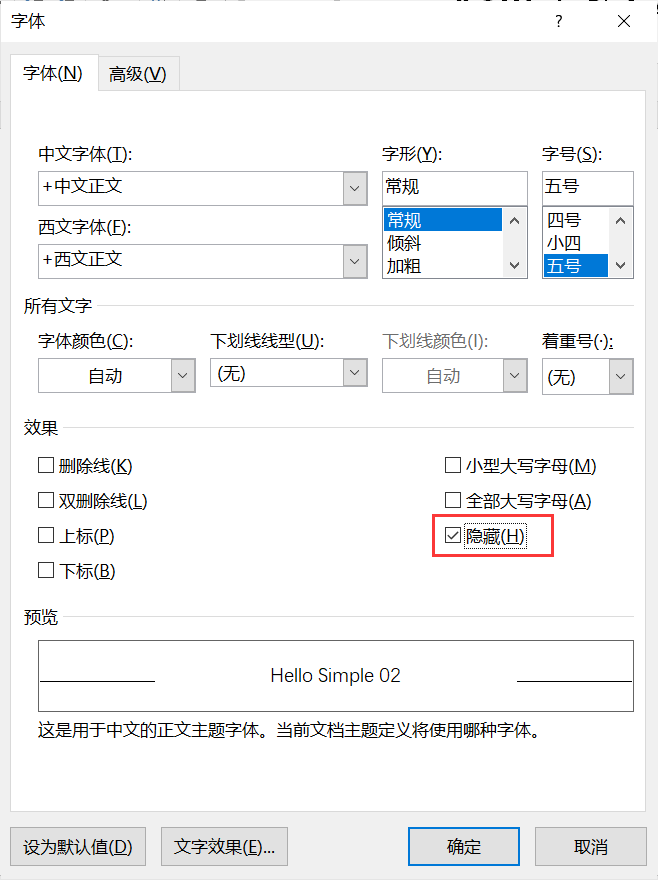 字体 ?
字体(N) 高级(V)
中文字体(T): 字形(Y): 字号(S):
+中文正文 常规 五号
常规 四号
西文字体(F): 倾斜 小四
+西文正文 加粗 五号
所有文字
字体颜色(C): 下划线线型(U): 下划线颜色(I): 着重号(·):
自动 (无) 自动 (无)
效果
删除线(K) 小型大写字母(M)
双删除线(L) 全部大写字母(A)
上标(P) 隐藏(H)
下标(B)
预览
Hello Simple 02
这是用于中文的正文主题字体。当前文档主题定义将使用哪种字体。
设为默认值(D) 文字效果(E)... 确定 取消